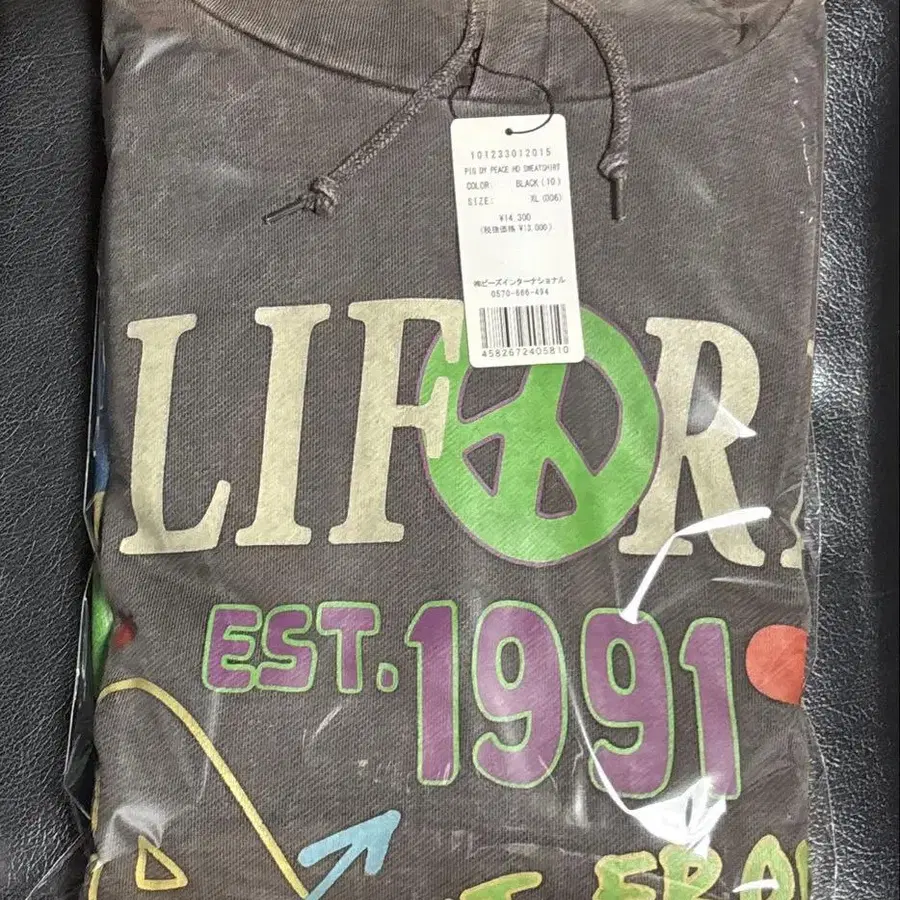 101233012015
PIG DY PEACE HD SWEATSHIRT
COLOR: BLACK(10)
SIZE: XL(006)
¥14,300
(税抜価格 ¥13,000)
㈱ビーズインターナショナル
0570-666-494
4582672405810
LIFOR
EST.1991